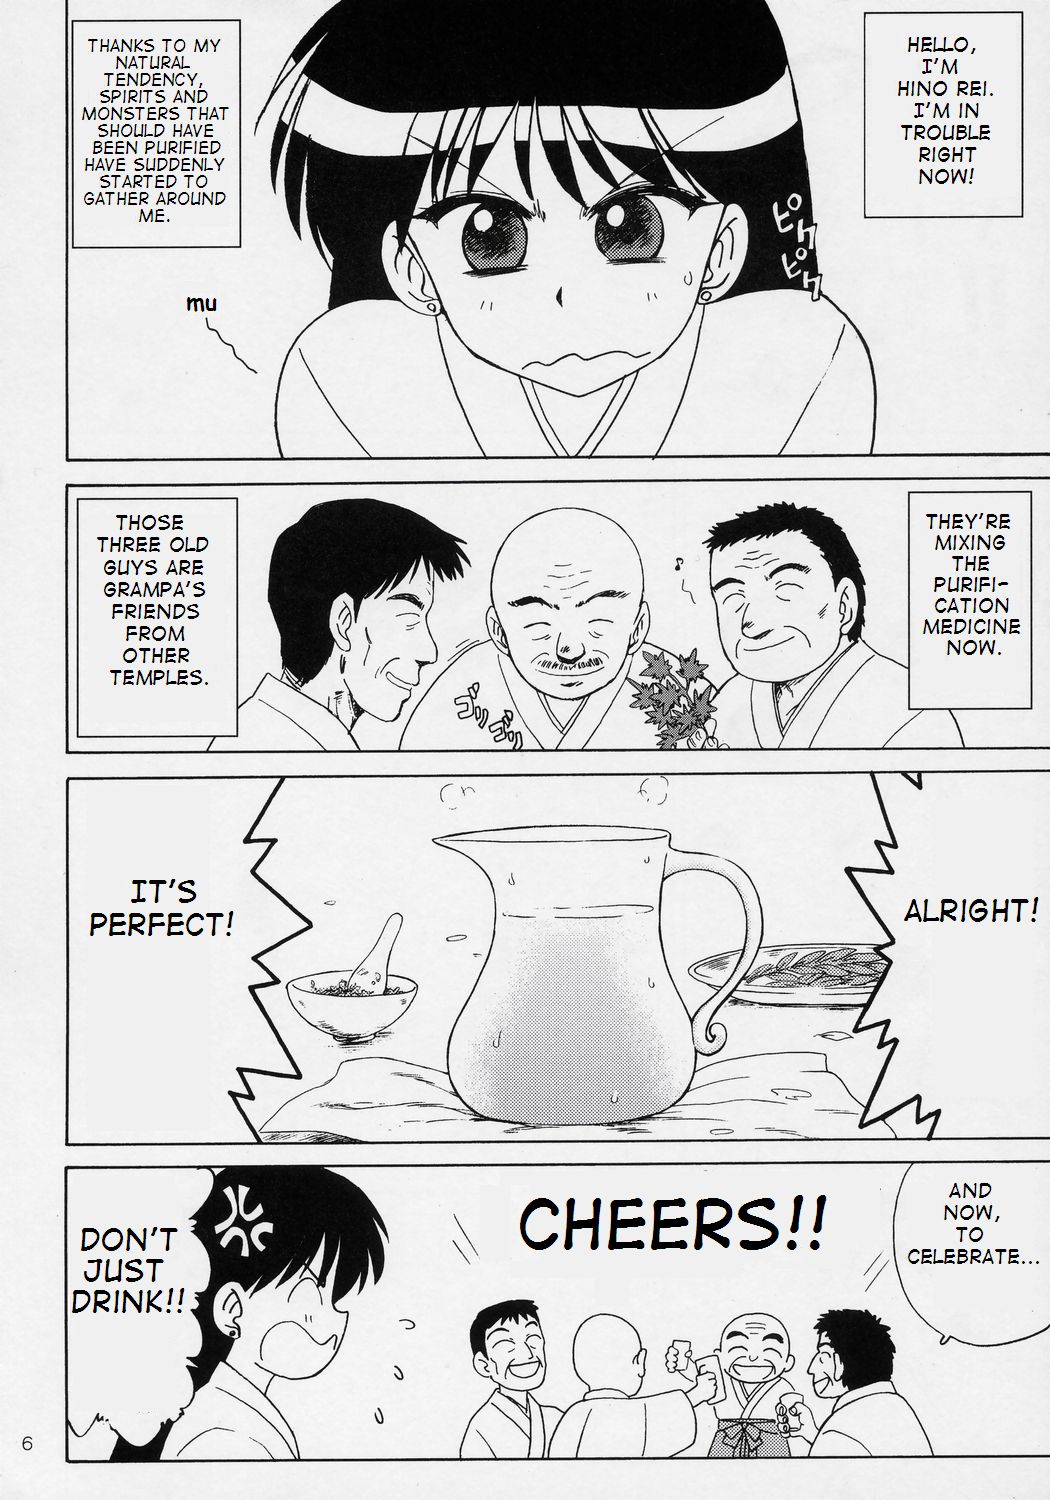 HELLO,
I'M
HINO REI.
I'M IN
TROUBLE
RIGHT
NOW!
ピク
ピク
THANKS TO MY
NATURAL
TENDENCY,
SPIRITS AND
MONSTERS THAT
SHOULD HAVE
BEEN PURIFIED
HAVE SUDDENLY
STARTED TO
GATHER AROUND
ME.
mu
THEY'RE
MIXING
THE
PURIFI-
CATION
MEDICINE
NOW.
ゴリ
ゴリ
THOSE
THREE OLD
GUYS ARE
GRAMPA'S
FRIENDS
FROM
OTHER
TEMPLES.
ALRIGHT!
IT'S
PERFECT!
AND
NOW,
TO
CELEBRATE...
CHEERS!!
DON'T
JUST
DRINK!!
6